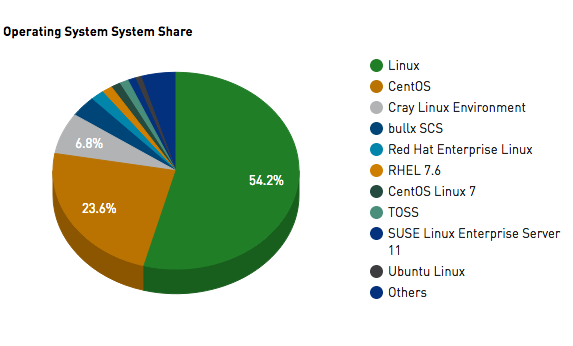 Operating System System Share
54.2%
23.6%
6.8%
Linux
CentOS
Cray Linux Environment
bullx SCS
Red Hat Enterprise Linux
RHEL 7.6
CentOS Linux 7
TOSS
SUSE Linux Enterprise Server
11
Ubuntu Linux
Others